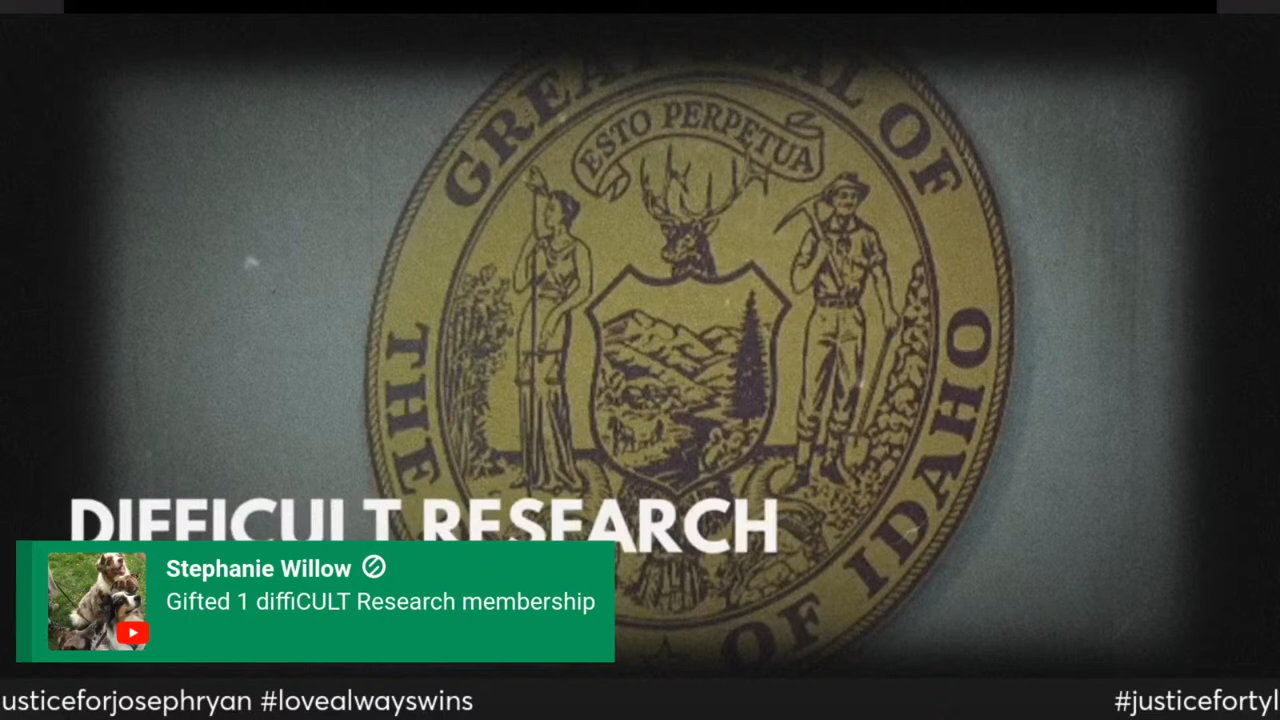 THE GREAT SEAL OF
ESTO PERPETUA
OF IDAHO
DIFFICULT RESEARCH
Stephanie Willow
Gifted 1 diffiCULT Research membership
usticeforjosephryan #lovealwayswins
#justicefortyl